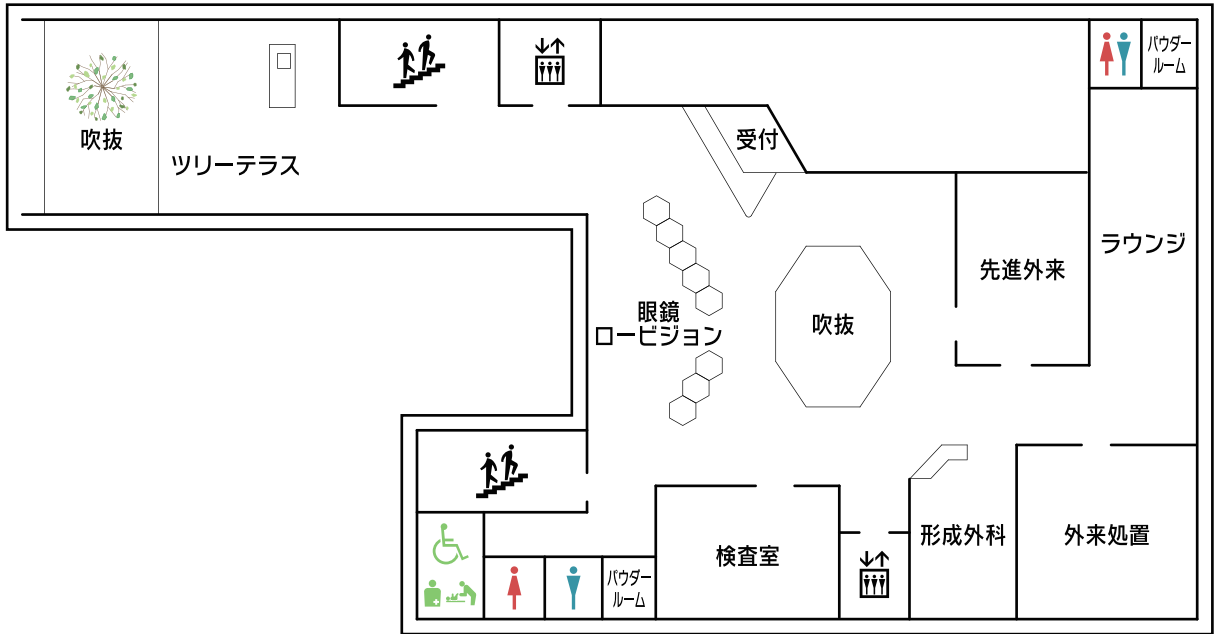 パウダー
ルーム
吹抜
ツリーテラス
受付
ラウンジ
先進外来
眼鏡
ロービジョン
吹抜
形成外科
外来処置
検査室
パウダー
ルーム